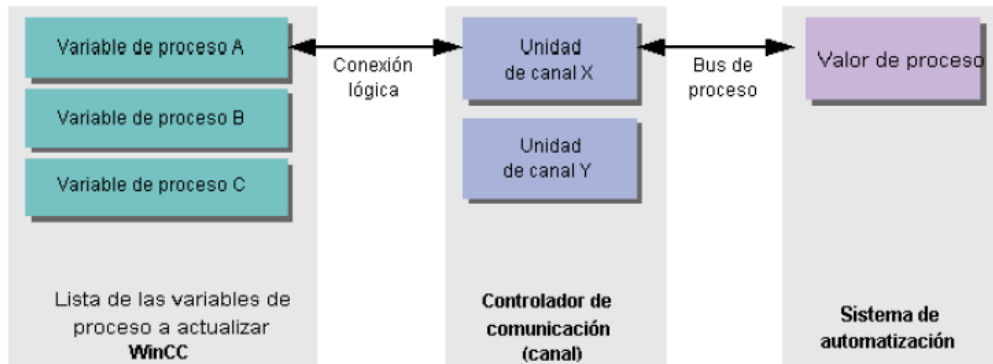 Variable de proceso A
Variable de proceso B
Variable de proceso C
Lista de las variables de
proceso a actualizar
WinCC
Conexión
lógica
Unidad
de canal X
Unidad
de canal Y
Controlador de
comunicación
(canal)
Bus de
proceso
Valor de proceso
Sistema de
automatización